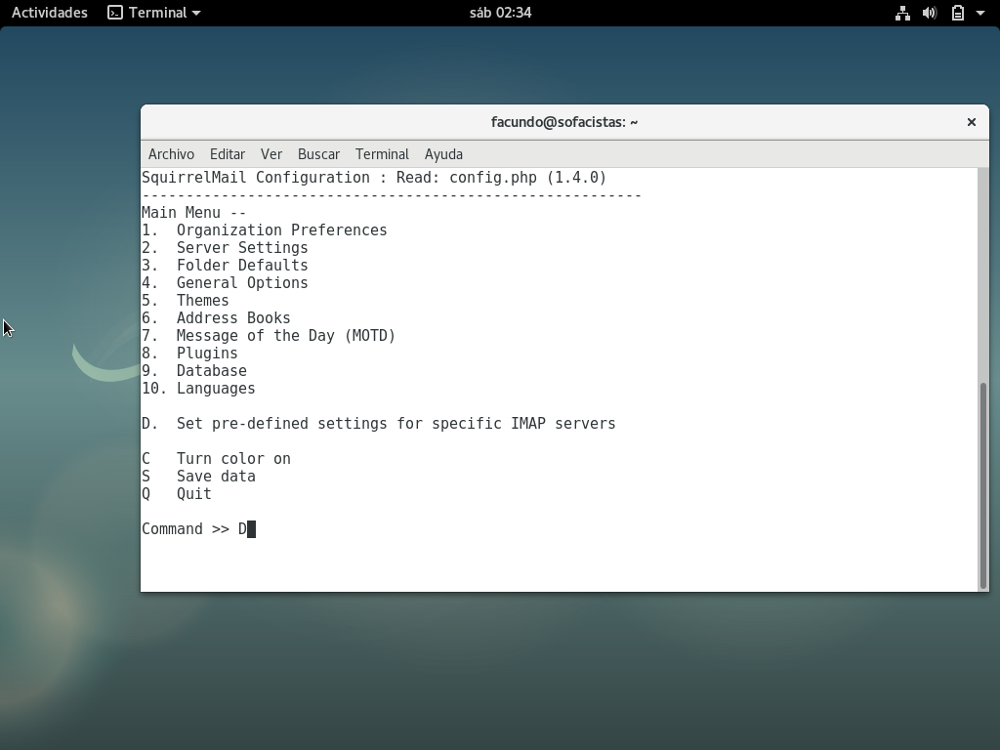 Actividades Terminal sáb 02:34
facundo@sofacistas: ~ ×
Archivo Editar Ver Buscar Terminal Ayuda
SquirrelMail Configuration : Read: config.php (1.4.0)
---------------------------------------------------------
Main Menu --
1.  Organization Preferences
2.  Server Settings
3.  Folder Defaults
4.  General Options
5.  Themes
6.  Address Books
7.  Message of the Day (MOTD)
8.  Plugins
9.  Database
10. Languages
D.  Set pre-defined settings for specific IMAP servers
C   Turn color on
S   Save data
Q   Quit
Command >> D